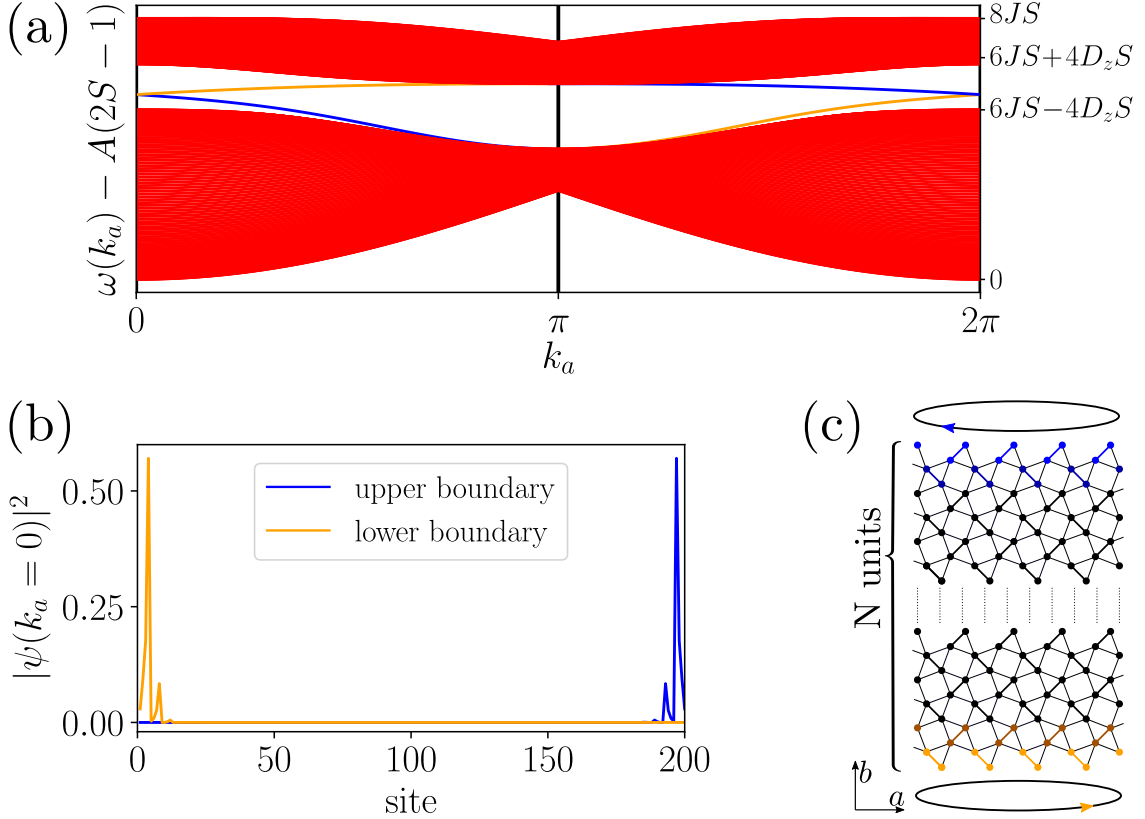 (a)
ω(k_a) − A(2S − 1)
8JS
6JS+4D_zS
6JS−4D_zS
0
0
π
2π
k_a
(b)
|ψ(k_a = 0)|²
0.50
0.25
0.00
upper boundary
lower boundary
0
50
100
150
200
site
(c)
N units
b
a